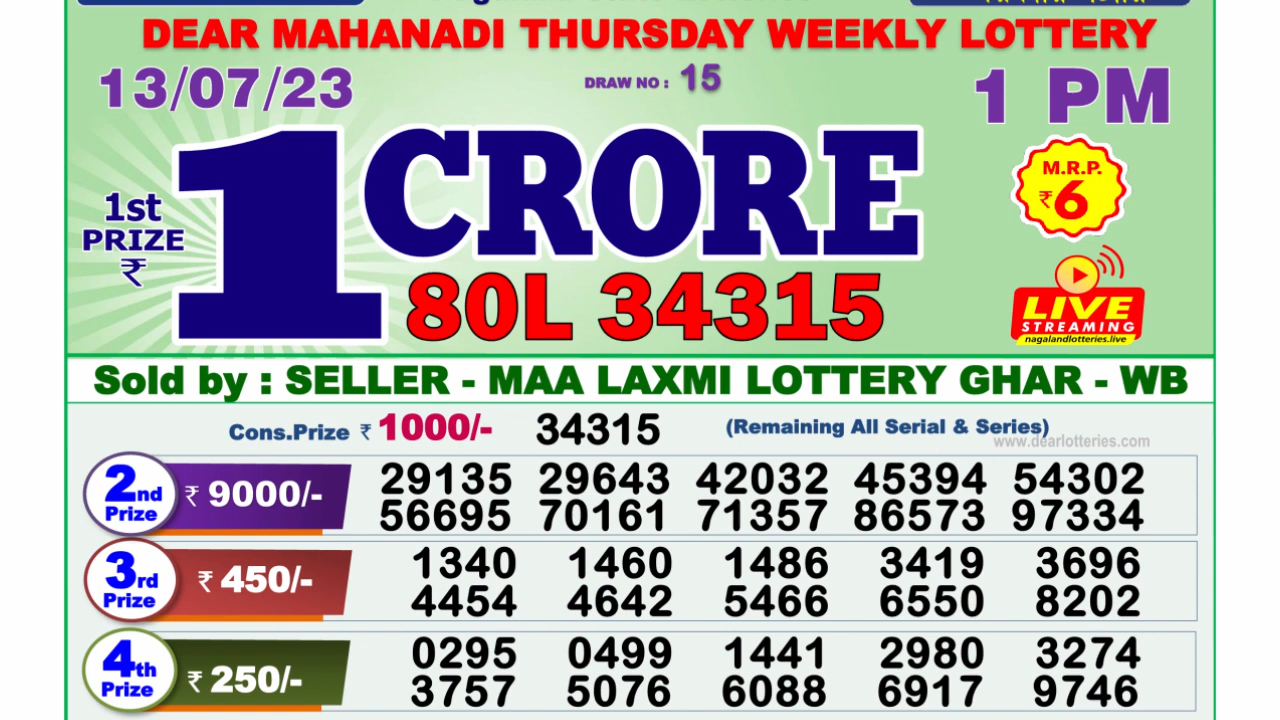 DEAR MAHANADI THURSDAY WEEKLY LOTTERY
13/07/23
DRAW NO : 15
1 PM
1st
PRIZE
₹
1 CRORE
80L 34315
M.R.P.
₹6
LIVE
STREAMING
nagalandlotteries.live
Sold by : SELLER - MAA LAXMI LOTTERY GHAR - WB
Cons.Prize ₹ 1000/- 34315 (Remaining All Serial & Series)
www.dearlotteries.com
2nd Prize ₹ 9000/-
29135 29643 42032 45394 54302
56695 70161 71357 86573 97334
3rd Prize ₹ 450/-
1340 1460 1486 3419 3696
4454 4642 5466 6550 8202
4th Prize ₹ 250/-
0295 0499 1441 2980 3274
3757 5076 6088 6917 9746